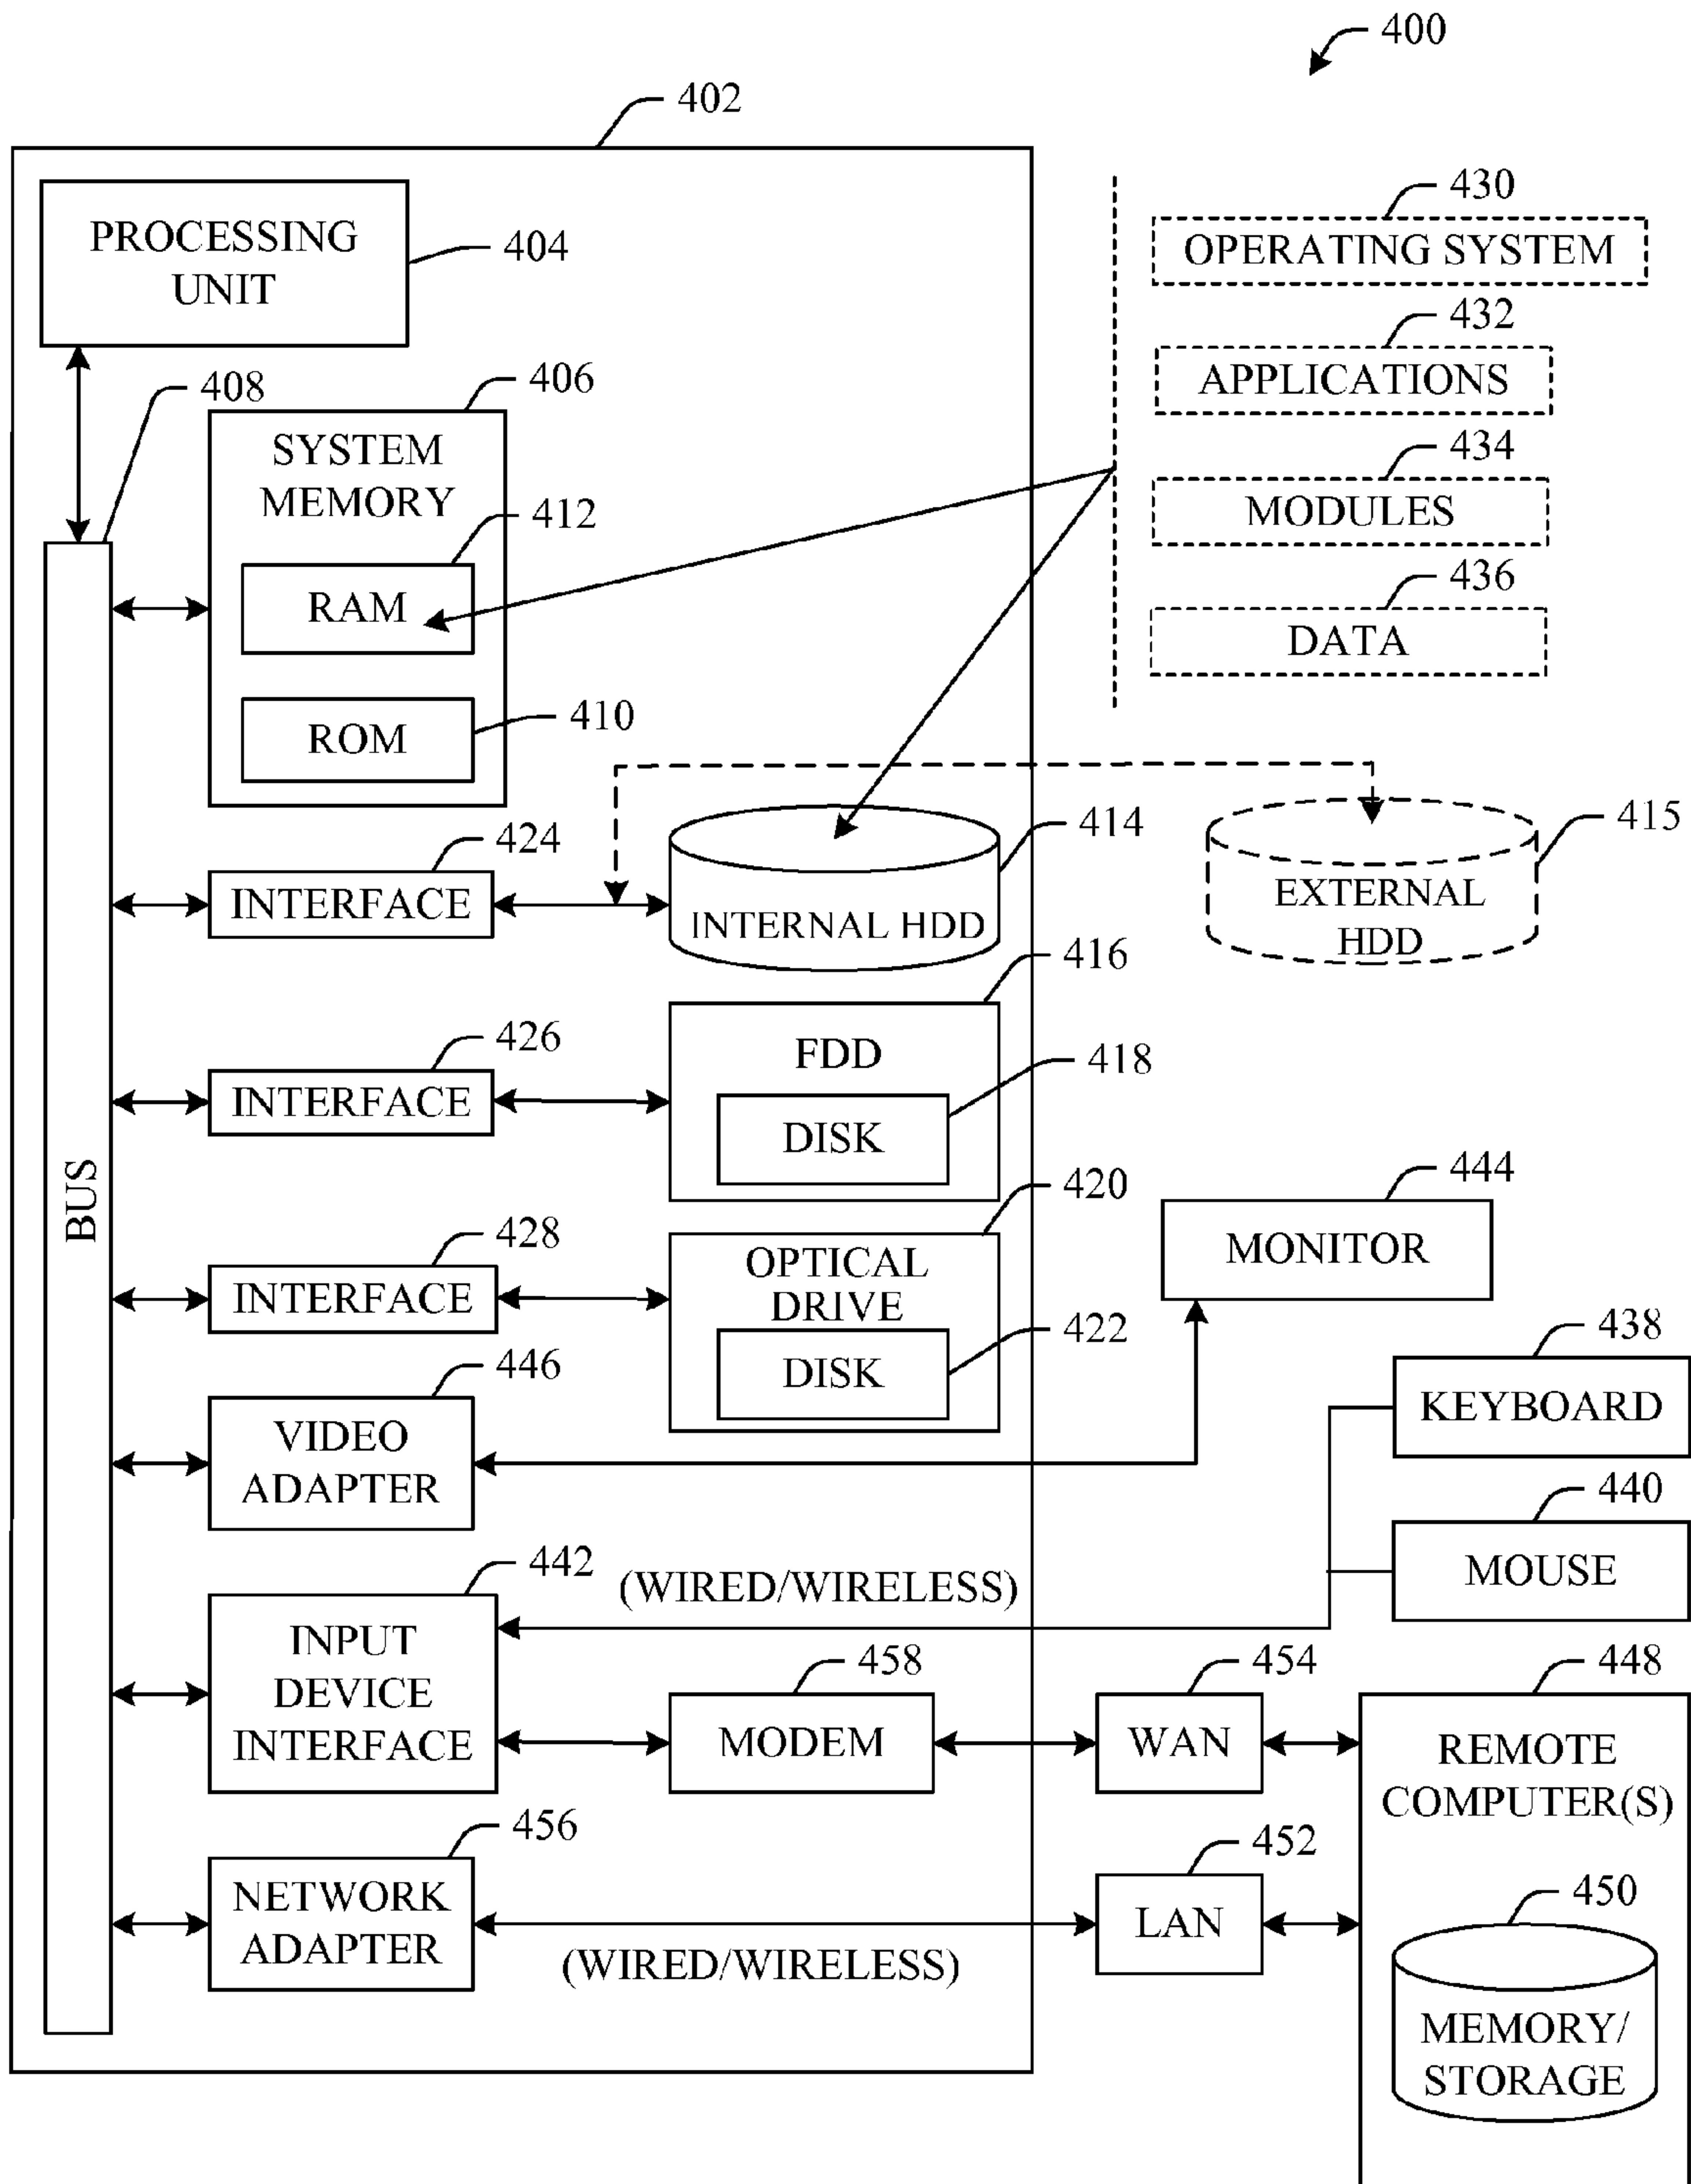 400
402
PROCESSING
UNIT
404
430
OPERATING SYSTEM
432
APPLICATIONS
434
MODULES
436
DATA
408
406
SYSTEM
MEMORY
412
RAM
410
ROM
424
INTERFACE
414
INTERNAL HDD
415
EXTERNAL
HDD
416
426
INTERFACE
FDD
418
DISK
BUS
420
428
INTERFACE
OPTICAL
DRIVE
422
DISK
444
MONITOR
438
KEYBOARD
446
VIDEO
ADAPTER
440
MOUSE
442
(WIRED/WIRELESS)
INPUT
DEVICE
INTERFACE
458
MODEM
454
WAN
448
REMOTE
COMPUTER(S)
456
NETWORK
ADAPTER
(WIRED/WIRELESS)
452
LAN
450
MEMORY/
STORAGE